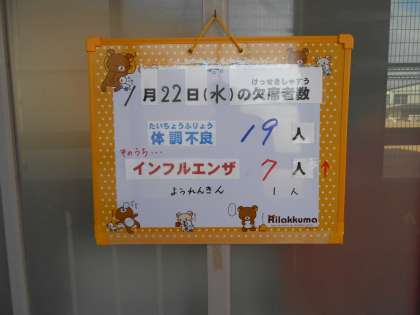 けっせきしゃすう
1月22日(水)の欠席者数
たいちょうふりょう
体調不良 19人
そのうち…
インフルエンザ 7人↑
ようれんきん 1人
Rilakkuma